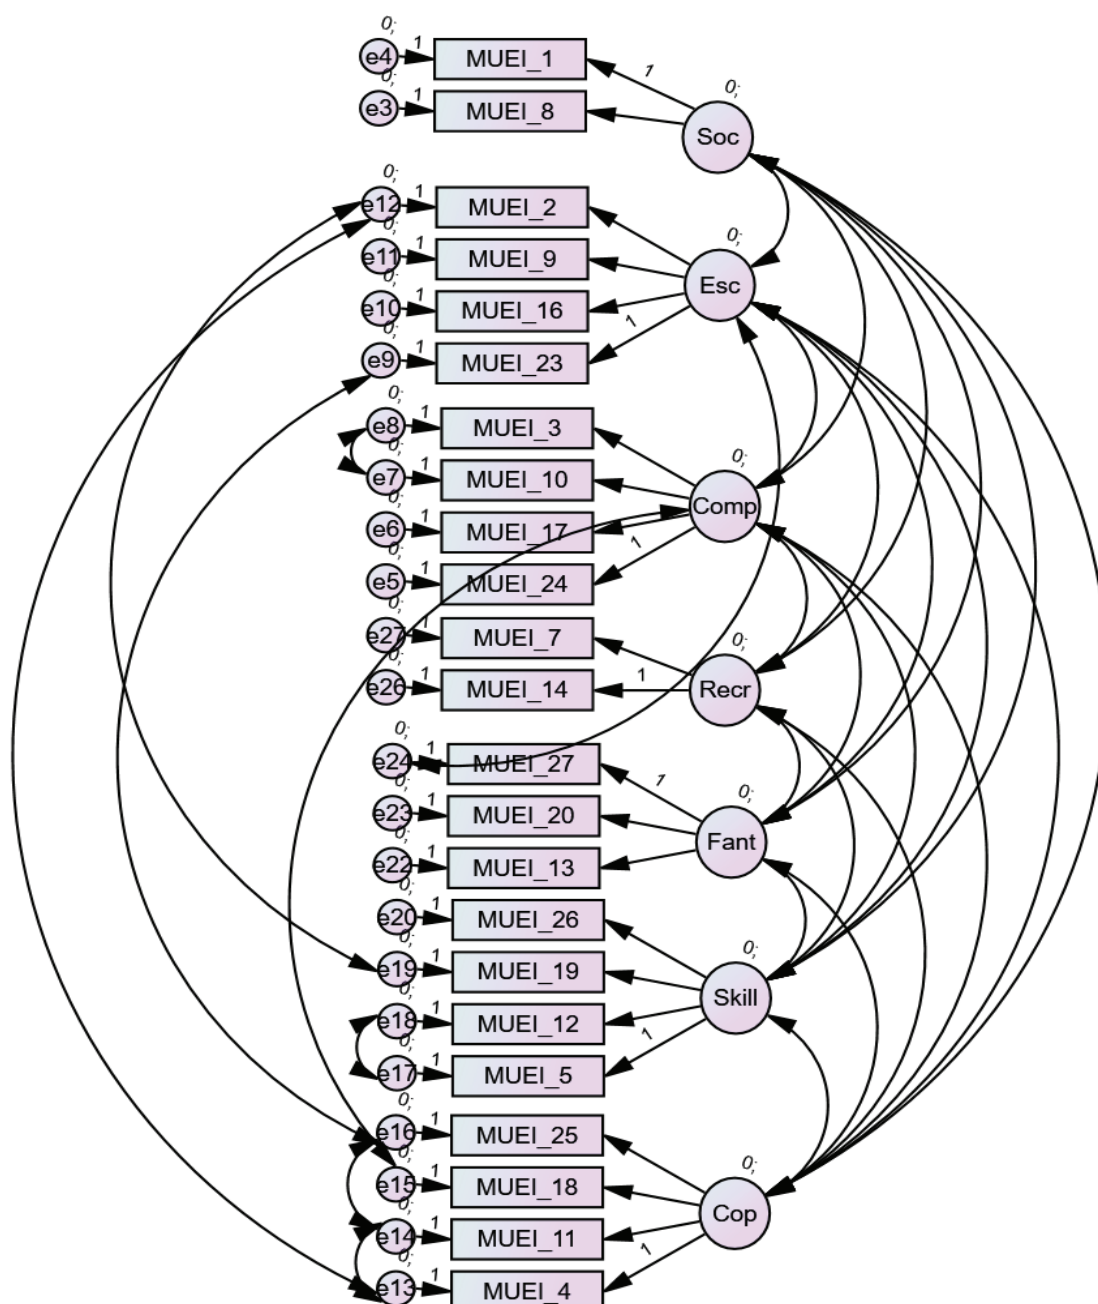 0;
e4 1 MUEI_1 1 0;
0;
e3 1 MUEI_8 Soc
0;
e12 1 MUEI_2 0;
0;
e11 1 MUEI_9 Esc
0;
e10 1 MUEI_16
0;
e9 1 MUEI_23 1
0;
e8 1 MUEI_3 0;
0;
e7 1 MUEI_10
0;
e6 1 MUEI_17 Comp
0;
e5 1 MUEI_24 1
0;
e27 1 MUEI_7 0;
0;
e26 1 MUEI_14 1 Recr
0;
e24 1 MUEI_27 1 0;
0;
e23 1 MUEI_20 Fant
0;
e22 1 MUEI_13
0;
e20 1 MUEI_26 0;
0;
e19 1 MUEI_19 Skill
0;
e18 1 MUEI_12
0;
e17 1 MUEI_5 1
0;
e16 1 MUEI_25 0;
0;
e15 1 MUEI_18 Cop
0;
e14 1 MUEI_11
0;
e13 1 MUEI_4 1